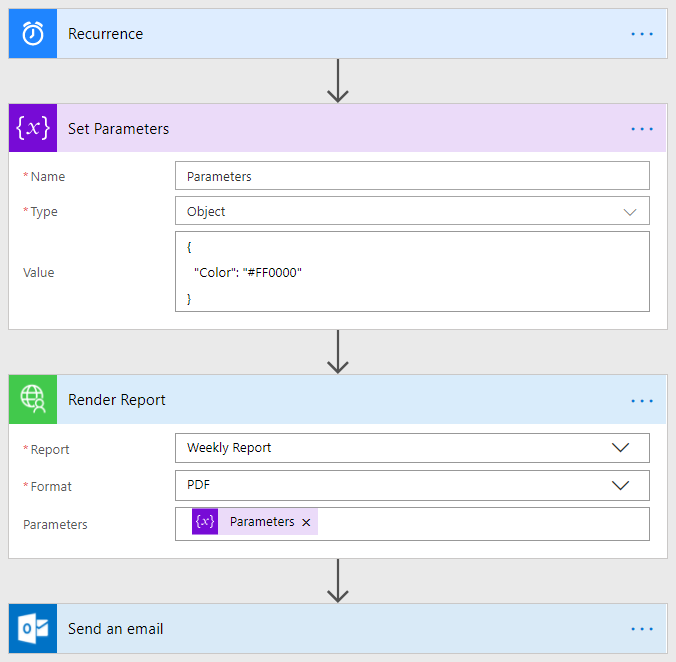 Recurrence
...
{x} Set Parameters
...
* Name
Parameters
* Type
Object
Value
{
"Color": "#FF0000"
}
Render Report
...
* Report
Weekly Report
* Format
PDF
Parameters
{x} Parameters ×
Send an email
...